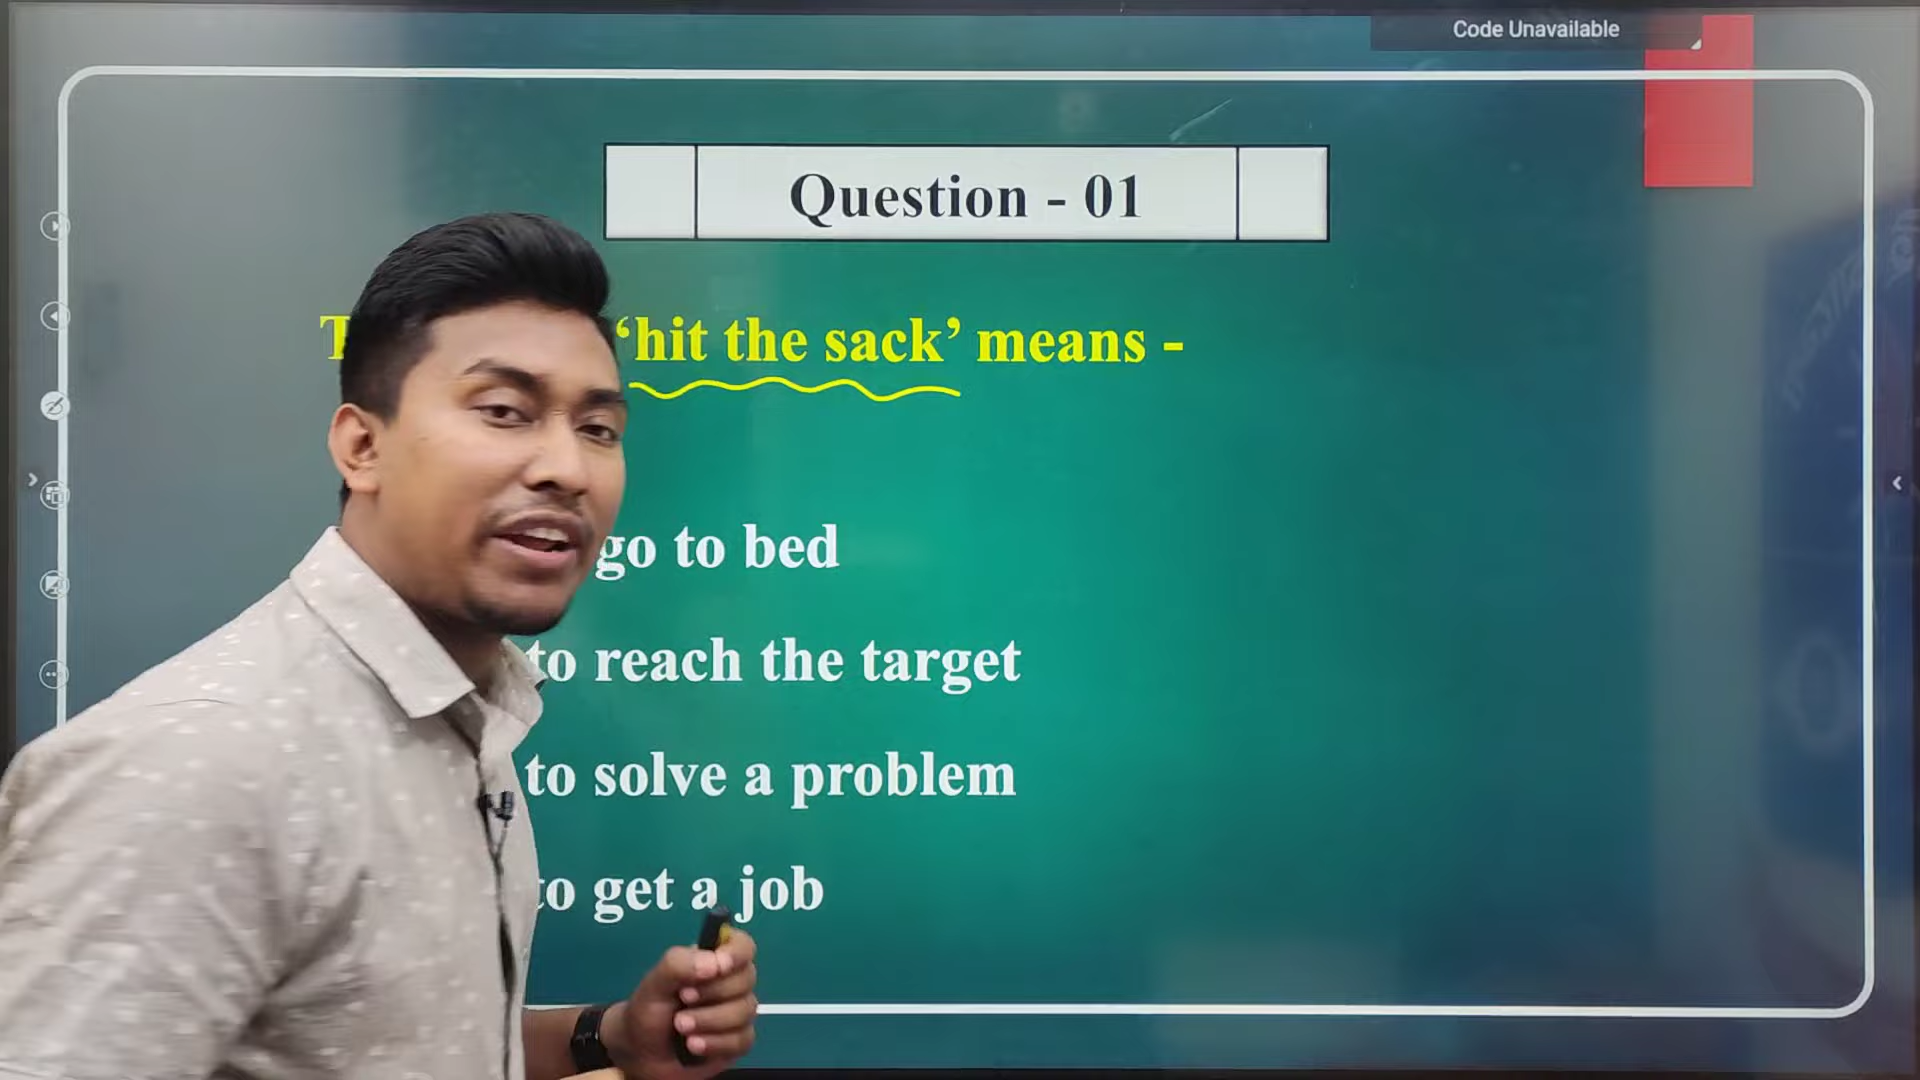 Code Unavailable
Question - 01
‘hit the sack’ means -
go to bed
to reach the target
to solve a problem
to get a job